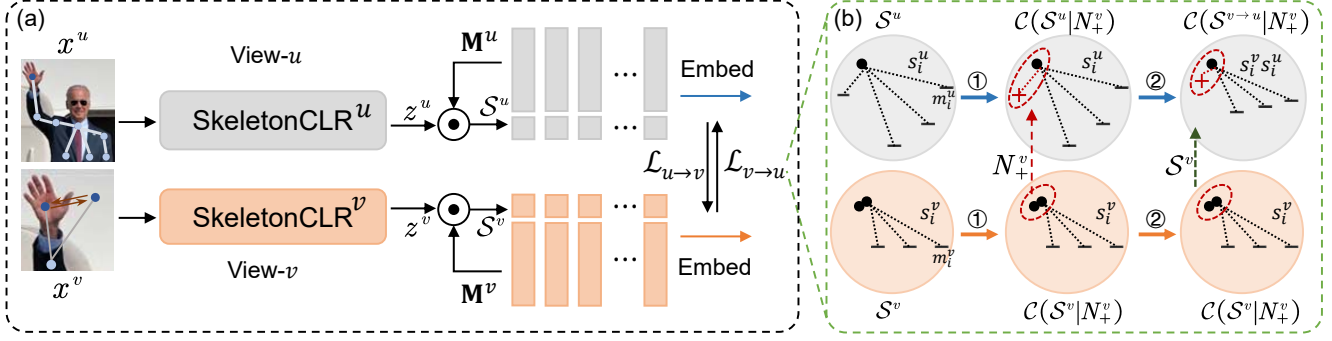 (a)
x^u
View-u
SkeletonCLR^u
z^u
M^u
S^u
...
Embed
L_{u→v}
L_{v→u}
SkeletonCLR^v
z^v
S^v
M^v
...
Embed
View-v
x^v
(b)
S^u
C(S^u|N_+^v)
C(S^{v→u}|N_+^v)
m_i^u
①
s_i^u
②
s_i^v s_i^u
N_+^v
S^v
s_i^v
m_i^v
①
s_i^v
②
s_i^v
S^v
C(S^v|N_+^v)
C(S^v|N_+^v)